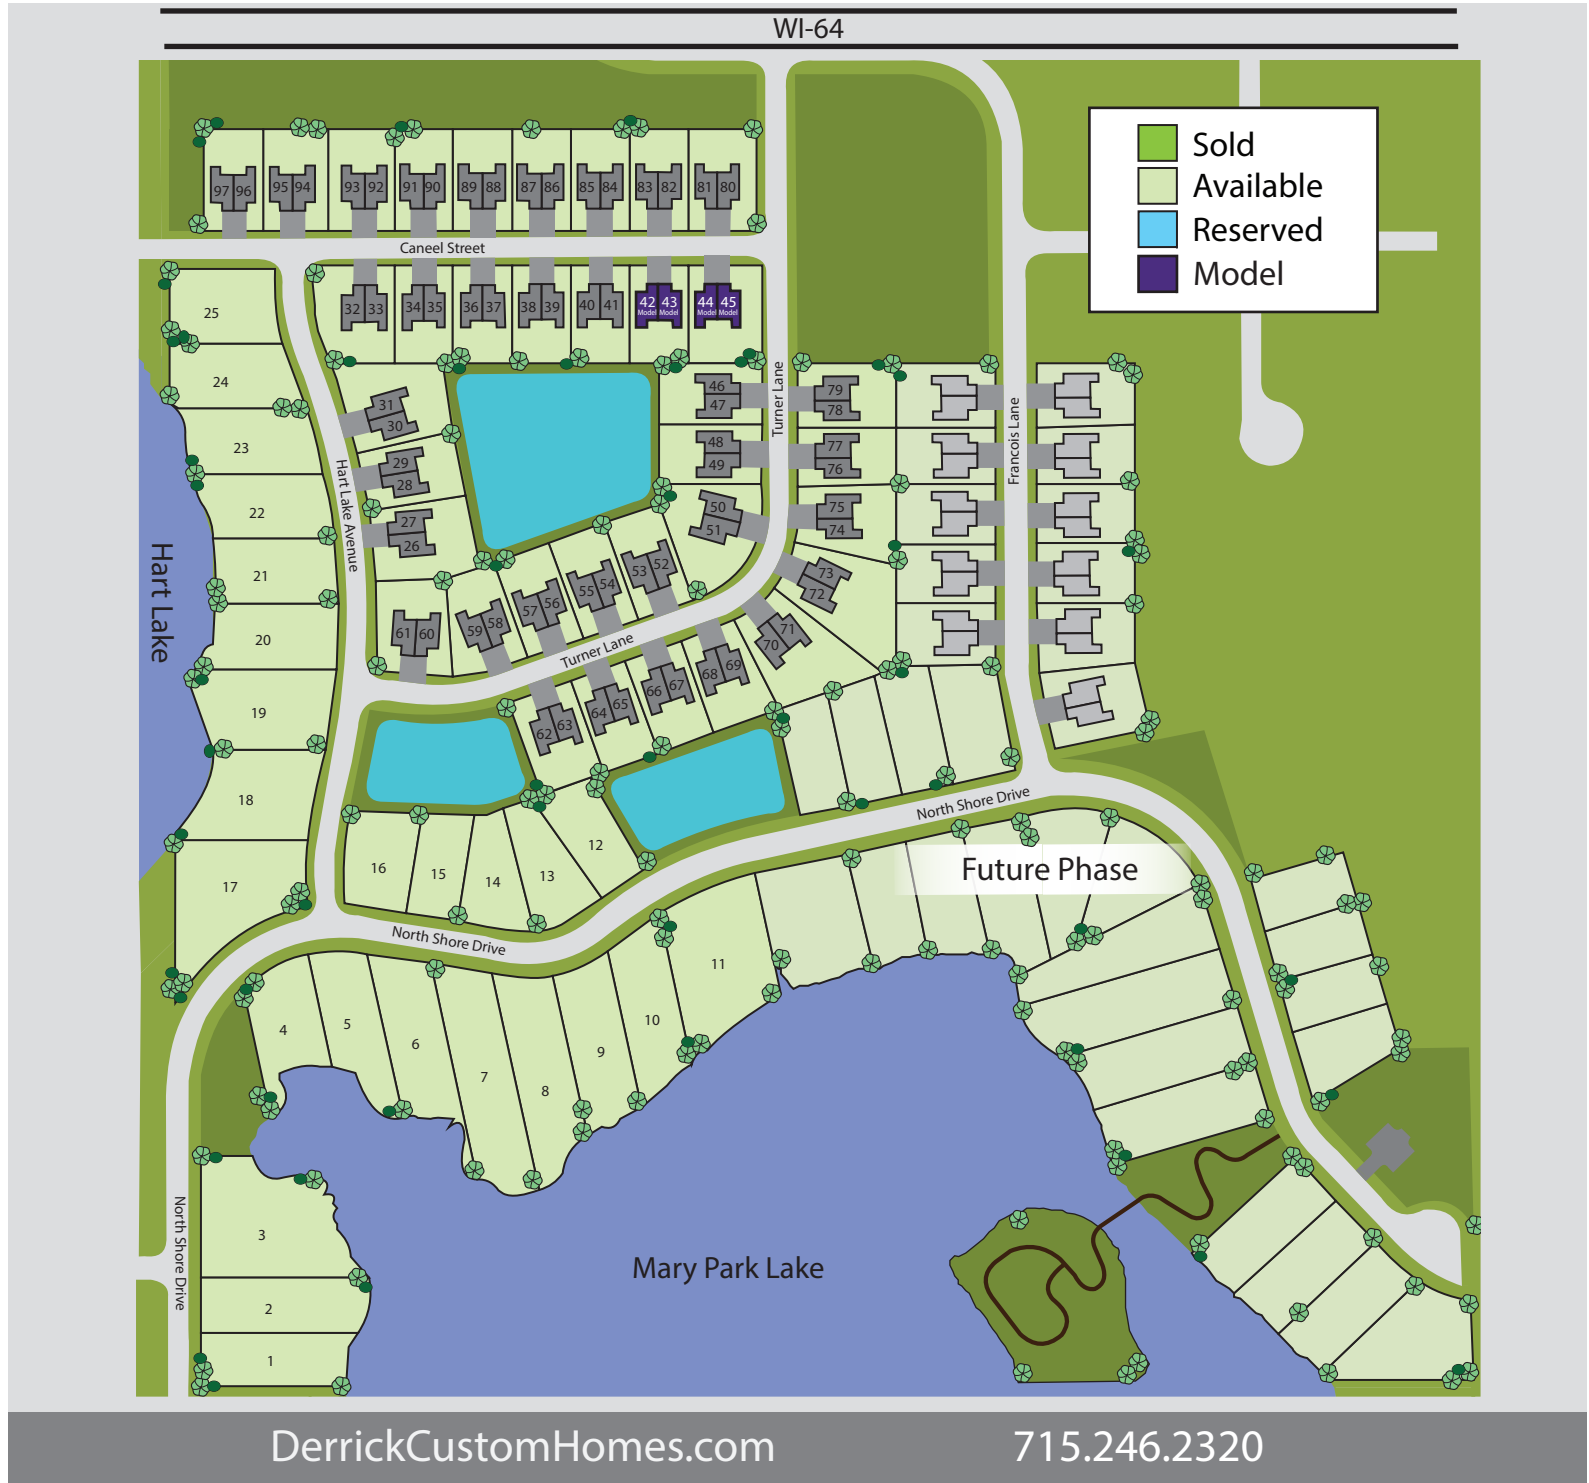 WI-64
Sold
Available
Reserved
Model
97 96 95 94 93 92 91 90 89 88 87 86 85 84 83 82 81 80
Caneel Street
32 33 34 35 36 37 38 39 40 41 42 43 44 45
Model Model Model Model
25
24
23
22
21
20
19
18
17
Hart Lake
Hart Lake Avenue
31
30
29
28
27
26
46
47
48
49
50
51
Turner Lane
79
78
77
76
75
74
73
72
71
70
Francois Lane
61 60 59 58 57 56 55 54 53 52
Turner Lane
62 63 64 65 66 67 68 69
16
15
14
13
12
North Shore Drive
Future Phase
North Shore Drive
4
5
6
7
8
9
10
11
North Shore Drive
3
2
1
Mary Park Lake
DerrickCustomHomes.com
715.246.2320